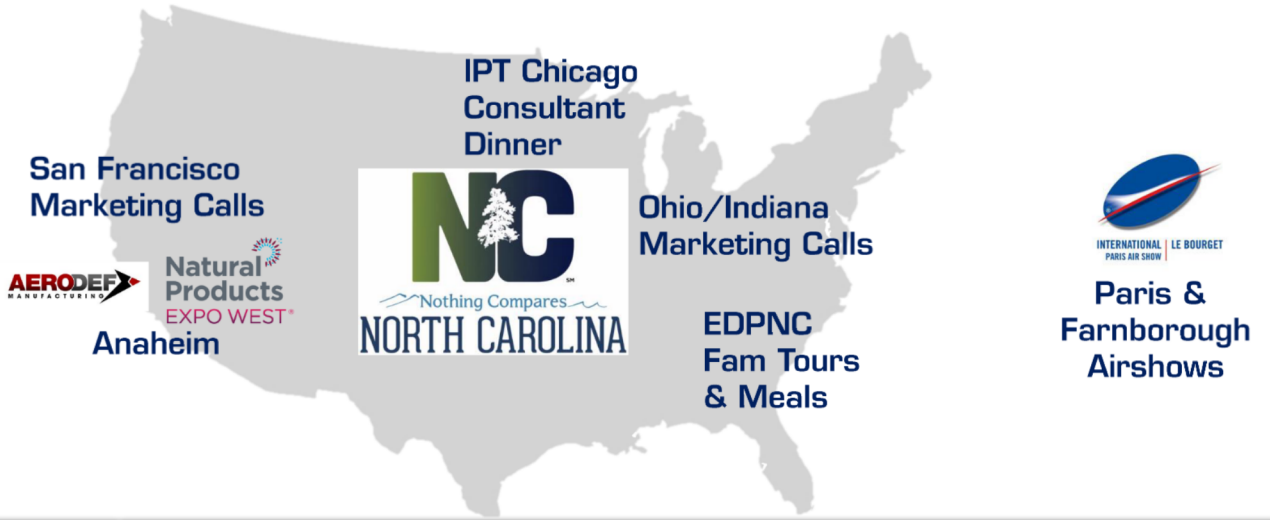 IPT Chicago
Consultant
Dinner
San Francisco
Marketing Calls
AERODEF
MANUFACTURING
Natural
Products
EXPO WEST®
Anaheim
NC
SM
Nothing Compares
NORTH CAROLINA
Ohio/Indiana
Marketing Calls
EDPNC
Fam Tours
& Meals
INTERNATIONAL | LE BOURGET
PARIS AIR SHOW
Paris &
Farnborough
Airshows